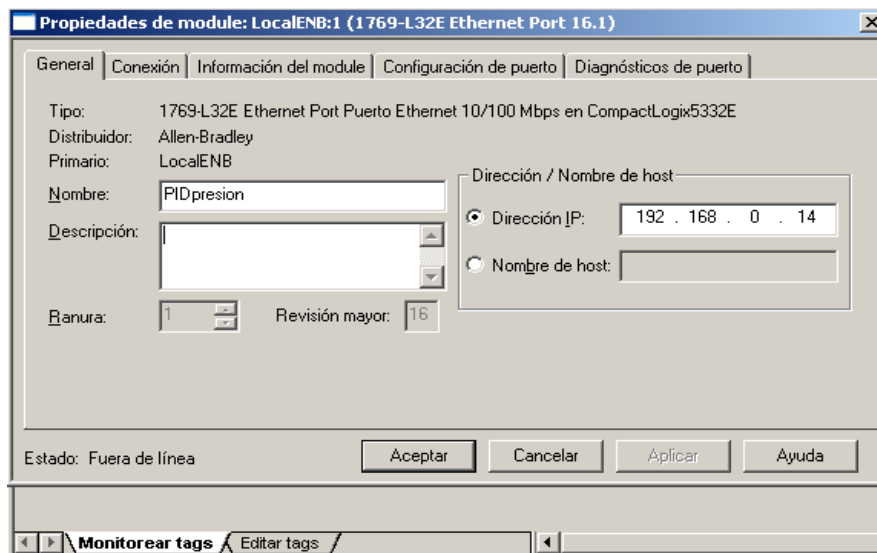 Propiedades de module: LocalENB:1 (1769-L32E Ethernet Port 16.1)
General Conexión Información del module Configuración de puerto Diagnósticos de puerto
Tipo: 1769-L32E Ethernet Port Puerto Ethernet 10/100 Mbps en CompactLogix5332E
Distribuidor: Allen-Bradley
Primario: LocalENB
Nombre: PIDpresion
Descripción:
Ranura: 1 Revisión mayor: 16
Dirección / Nombre de host
Dirección IP: 192 . 168 . 0 . 14
Nombre de host:
Estado: Fuera de línea
Aceptar Cancelar Aplicar Ayuda
Monitorear tags Editar tags